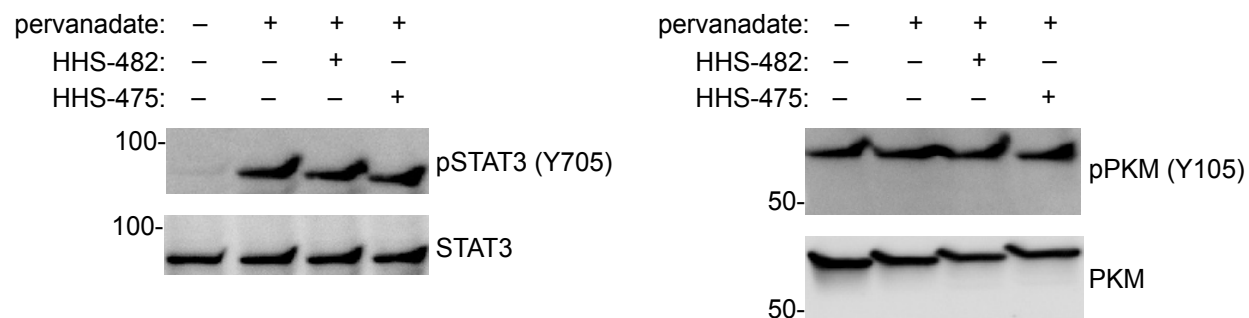 pervanadate: – + + +
HHS-482: – – + –
HHS-475: – – – +
100-
pSTAT3 (Y705)
100-
STAT3
pervanadate: – + + +
HHS-482: – – + –
HHS-475: – – – +
pPKM (Y105)
50-
PKM
50-